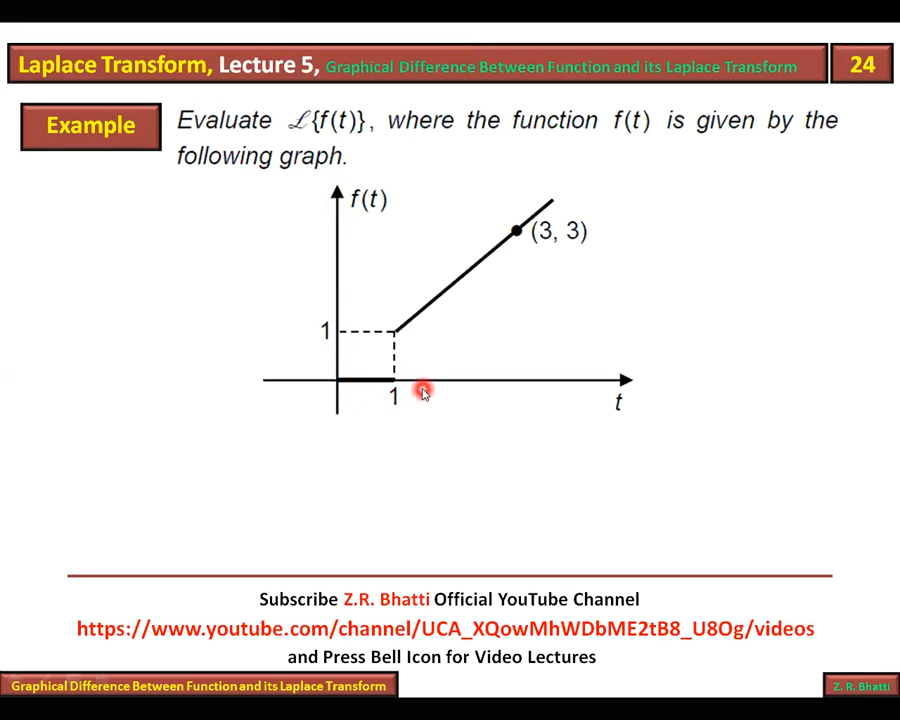 Laplace Transform, Lecture 5, Graphical Difference Between Function and its Laplace Transform 24
Example
Evaluate ℒ{f(t)}, where the function f(t) is given by the
following graph.
f(t)
(3, 3)
1
1
t
Subscribe Z.R. Bhatti Official YouTube Channel
https://www.youtube.com/channel/UCA_XQowMhWDbME2tB8_U8Og/videos
and Press Bell Icon for Video Lectures
Graphical Difference Between Function and its Laplace Transform Z. R. Bhatti